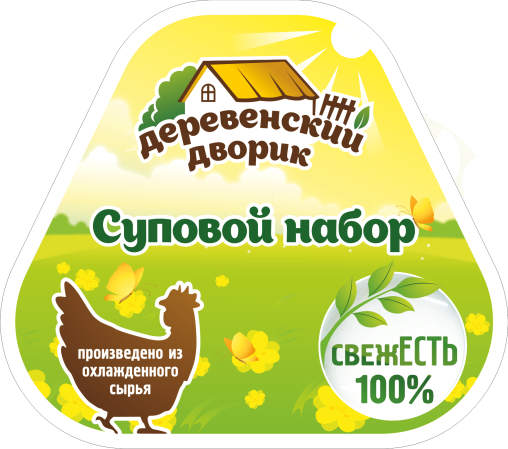 деревенский
дворик
Суповой набор
произведено из
охлажденного
сырья
свежЕСТЬ
100%